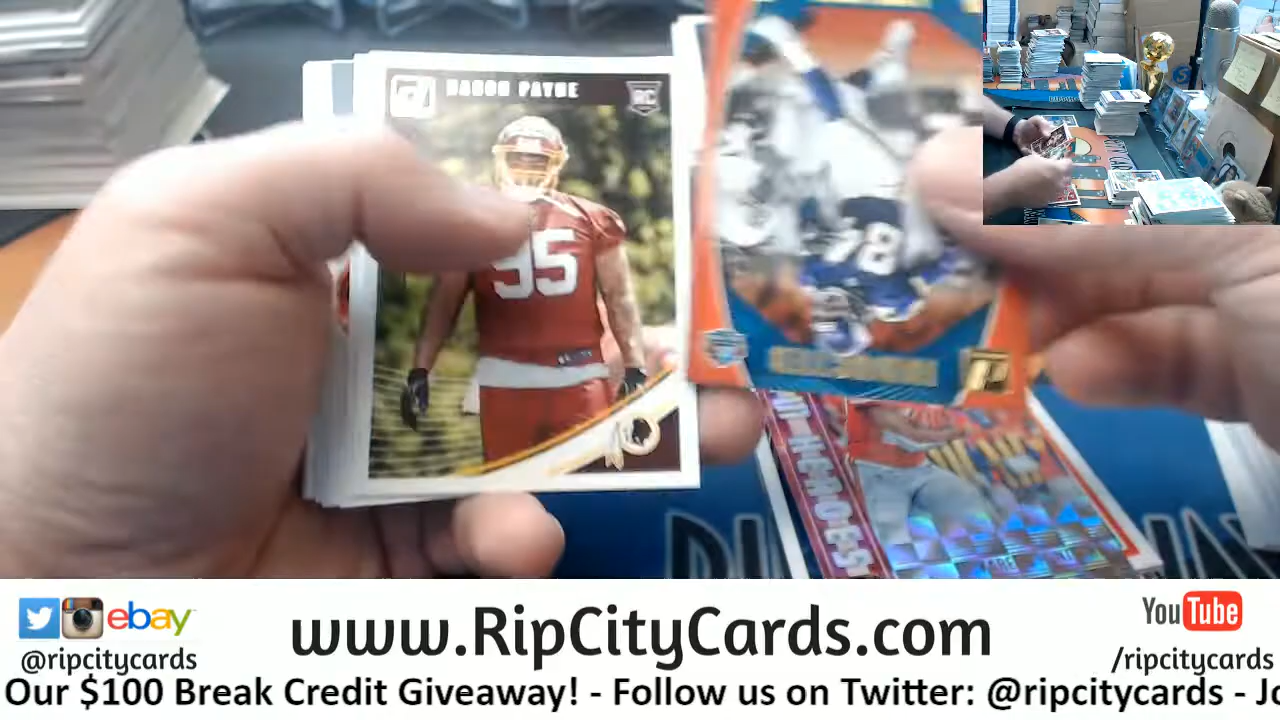 PAYNE
RC
95
HEROES
P
ebay
www.RipCityCards.com
YouTube
@ripcitycards
/ripcitycards
Our $100 Break Credit Giveaway! - Follow us on Twitter: @ripcitycards - Jo